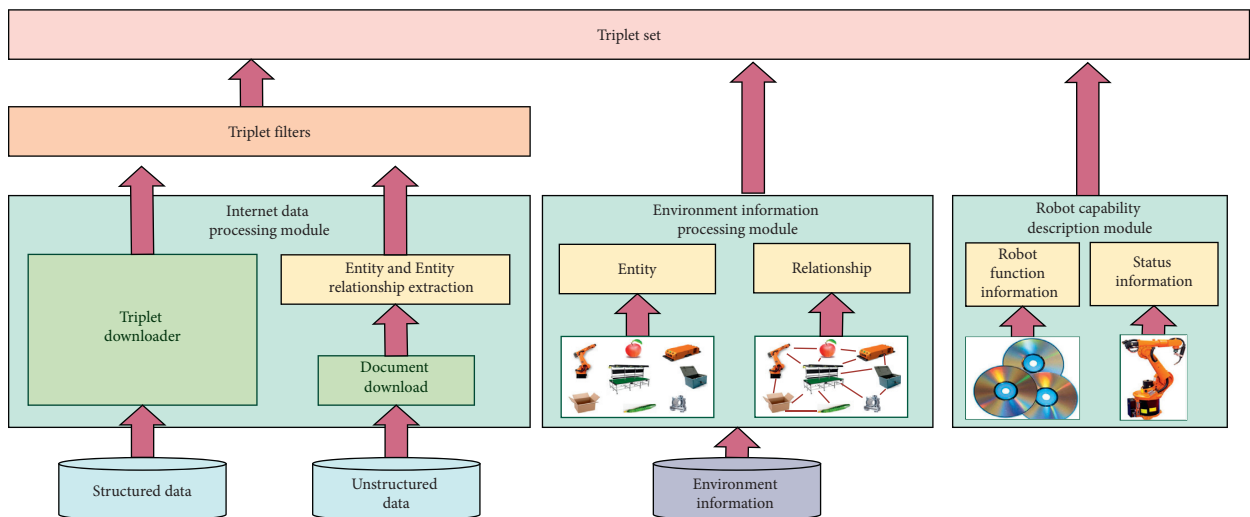 Triplet set
Triplet filters
Internet data
processing module
Triplet
downloader
Entity and Entity
relationship extraction
Document
download
Structured data
Unstructured
data
Environment information
processing module
Entity
Relationship
Environment
information
Robot capability
description module
Robot
function
information
Status
information